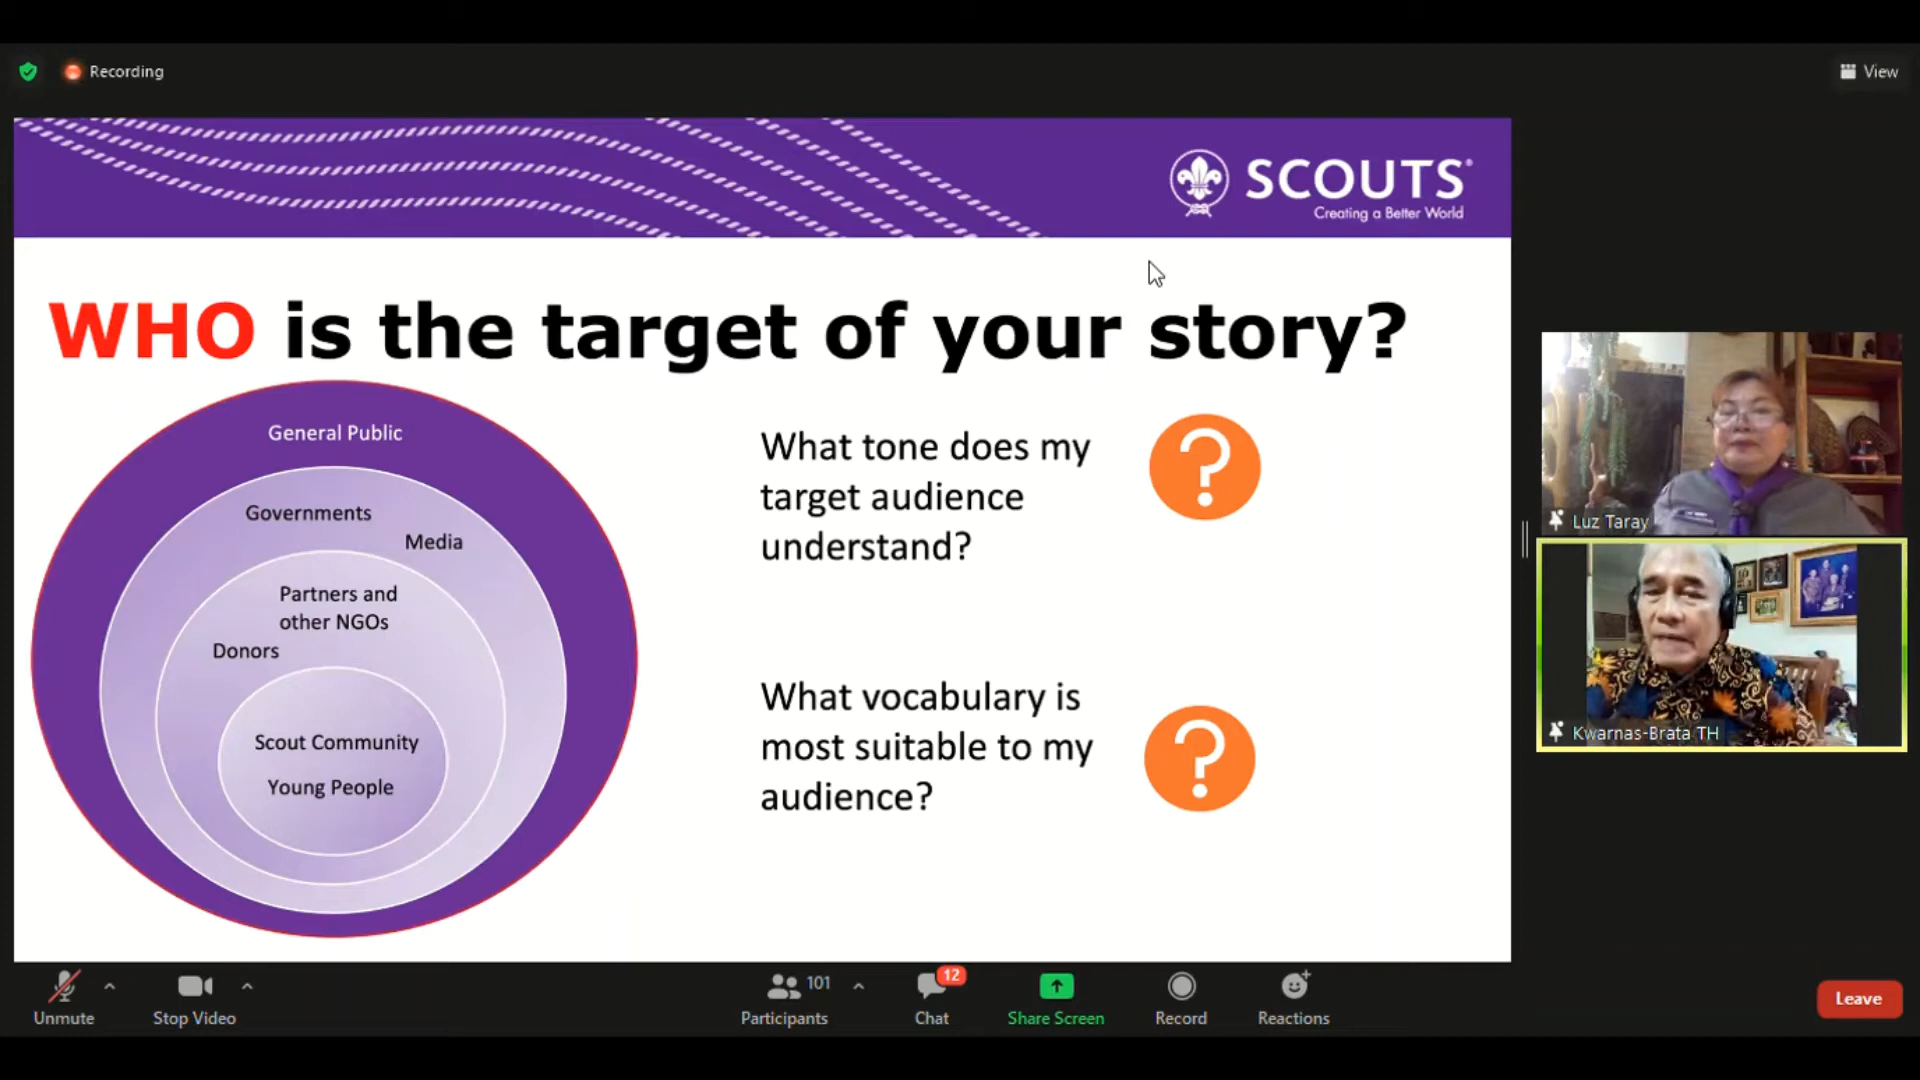 Recording
View
SCOUTS®
Creating a Better World
WHO is the target of your story?
General Public
Governments
Media
Partners and
other NGOs
Donors
Scout Community
Young People
What tone does my
target audience
understand?
?
What vocabulary is
most suitable to my
audience?
?
Luz Taray
Kwarnas-Brata TH
Unmute
Stop Video
101
Participants
12
Chat
Share Screen
Record
Reactions
Leave